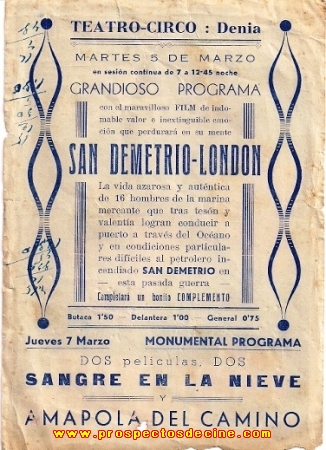 TEATRO-CIRCO : Denia
MARTES 5 DE MARZO
en sesión continua de 7 a 12-45 noche
GRANDIOSO PROGRAMA
con el maravilloso FILM de indo-
mable valor e inextinguible emo-
ción que perdurará en su mente
SAN DEMETRIO-LONDON
La vida azarosa y auténtica
de 16 hombres de la marina
mercante que tras tesón y
valentía logran conducir a
puerto a través del Océano
y en condiciones particula-
res difíciles al petrolero in-
cendiado SAN DEMETRIO en
esta pasada guerra
Completará un bonito COMPLEMENTO
Butaca 1'50 - Delantera 1'00 - General 0'75
Jueves 7 Marzo MONUMENTAL PROGRAMA
DOS películas, DOS
SANGRE EN LA NIEVE
Y
AMAPOLA DEL CAMINO
www.prospectosdecine.com